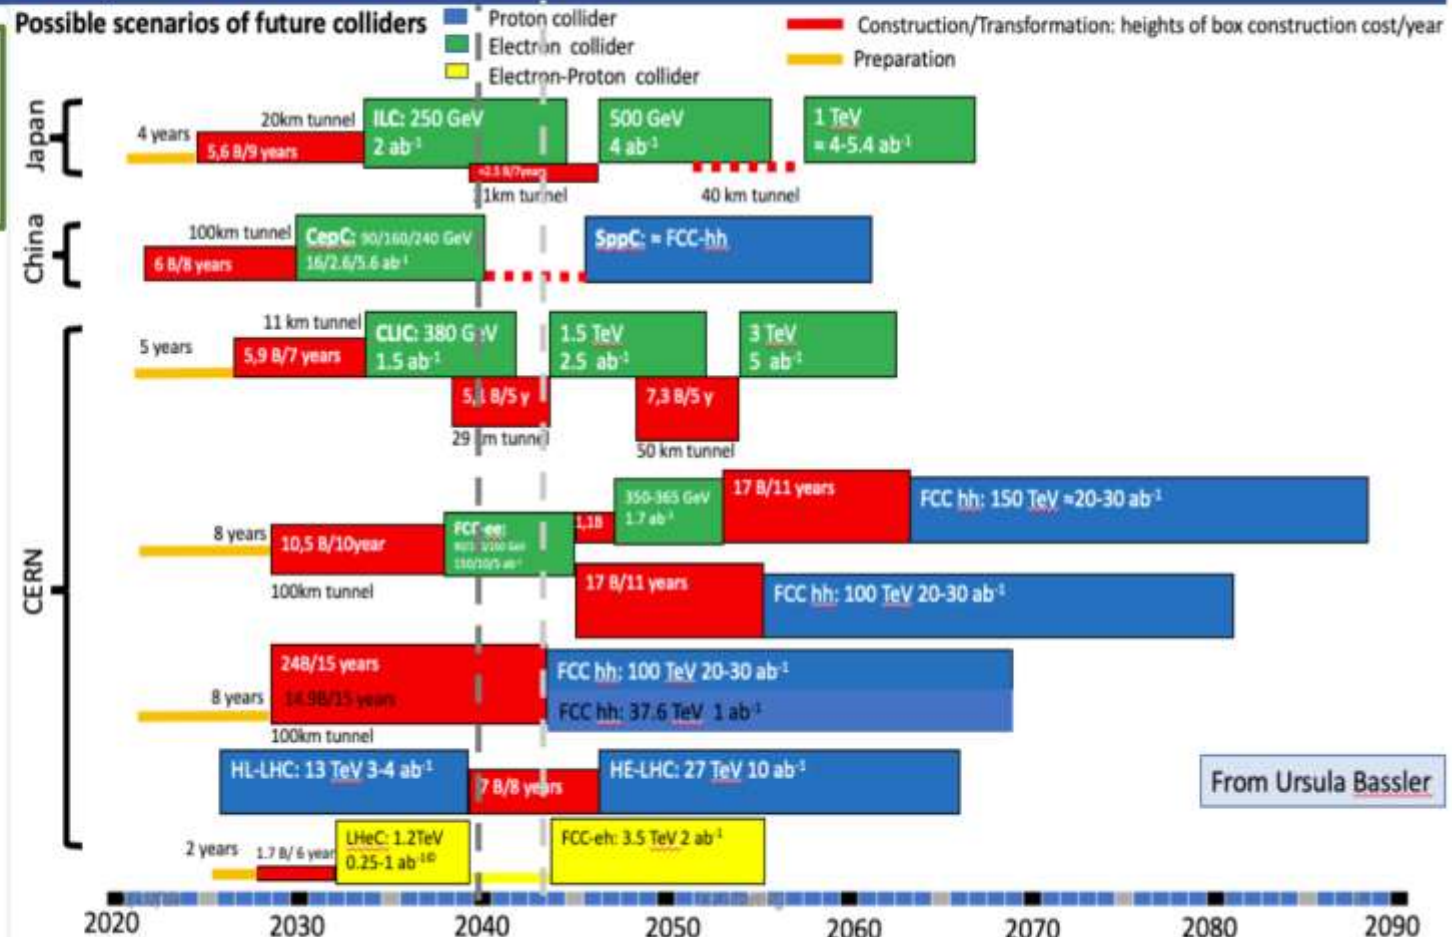 Possible scenarios of future colliders
Proton collider
Electron collider
Electron-Proton collider
Construction/Transformation: heights of box construction cost/year
Preparation
Japan
4 years
20km tunnel
5,6 B/9 years
ILC: 250 GeV
2 ab⁻¹
500 GeV
4 ab⁻¹
1 TeV
≈ 4-5.4 ab⁻¹
1km tunnel
40 km tunnel
China
100km tunnel
6 B/8 years
CepC: 90/160/240 GeV
16/2.6/5.6 ab⁻¹
SppC: ≈ FCC-hh
CERN
5 years
11 km tunnel
5,9 B/7 years
CLIC: 380 GeV
1.5 ab⁻¹
1.5 TeV
2.5 ab⁻¹
3 TeV
5 ab⁻¹
B/5 y
29 km tunnel
7,3 B/5 y
50 km tunnel
8 years
10,5 B/10year
100km tunnel
FCC-ee:
150/10/5 ab⁻¹
1,1B
350-365 GeV
1.7 ab⁻¹
17 B/11 years
FCC hh: 150 TeV ≈20-30 ab⁻¹
17 B/11 years
FCC hh: 100 TeV 20-30 ab⁻¹
8 years
24B/15 years
14.9B/15 years
100km tunnel
FCC hh: 100 TeV 20-30 ab⁻¹
FCC hh: 37.6 TeV 1 ab⁻¹
HL-LHC: 13 TeV 3-4 ab⁻¹
7 B/8 years
HE-LHC: 27 TeV 10 ab⁻¹
From Ursula Bassler
2 years
1.7 B/ 6 year
LHeC: 1.2TeV
0.25-1 ab⁻¹
FCC-eh: 3.5 TeV 2 ab⁻¹
2020
2030
2040
2050
2060
2070
2080
2090